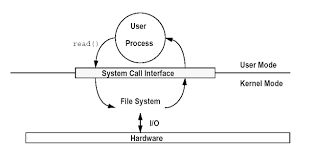 User
Process
read()
System Call Interface
User Mode
Kernel Mode
File System
I/O
Hardware